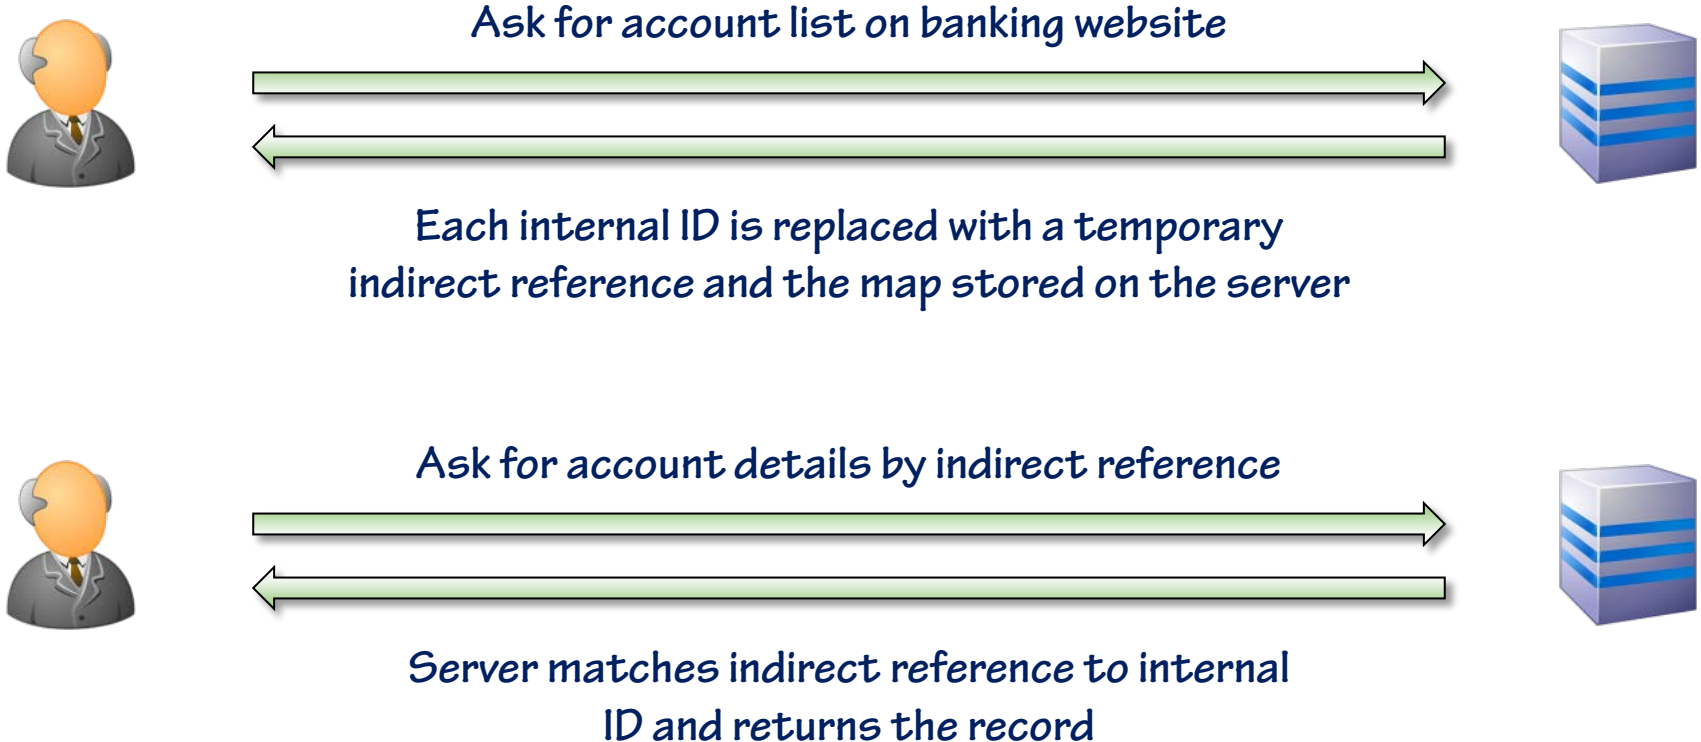 Ask for account list on banking website
Each internal ID is replaced with a temporary
indirect reference and the map stored on the server
Ask for account details by indirect reference
Server matches indirect reference to internal
ID and returns the record